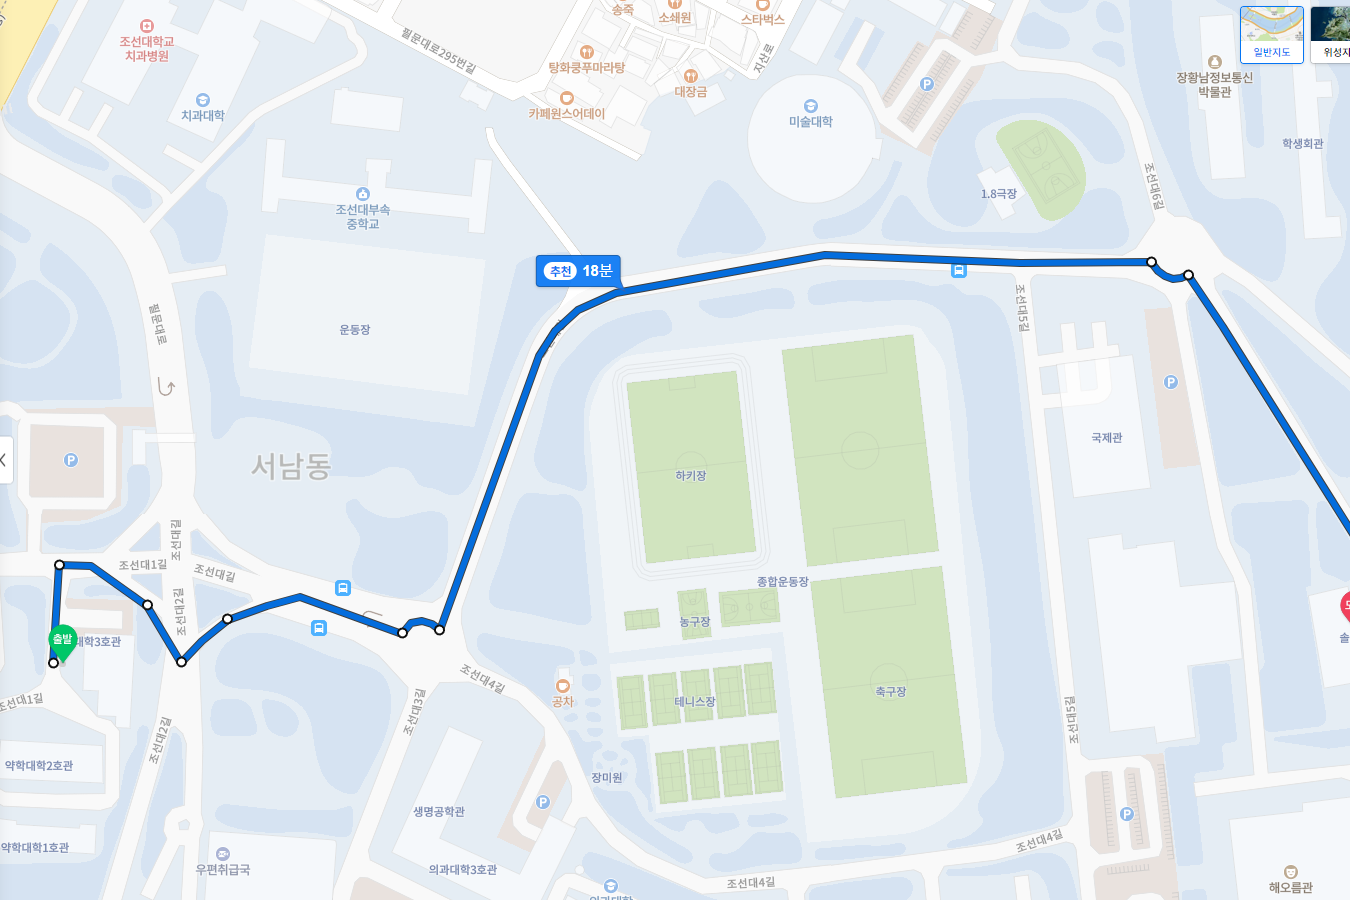 송죽
소쇄원
스타벅스
조선대학교
치과병원
필문대로295번길
지산로
탕화쿵푸마라탕
대장금
카페원스어데이
치과대학
미술대학
P
일반지도
장황남정보통신
박물관
학생회관
1.8극장
조선대6길
조선대부속
중학교
추천 18분
조선대5길
필문대로
운동장
P
국제관
서남동
P
하키장
조선대길
조선대1길
조선대길
종합운동장
조선대2길
출발
농구장
조선대4길
축구장
테니스장
공차
조선대1길
조선대3길
조선대5길
조선대2길
약학대학2호관
장미원
P
생명공학관
P
약학대학1호관
우편취급국
의과대학3호관
조선대4길
조선대4길
해오름관